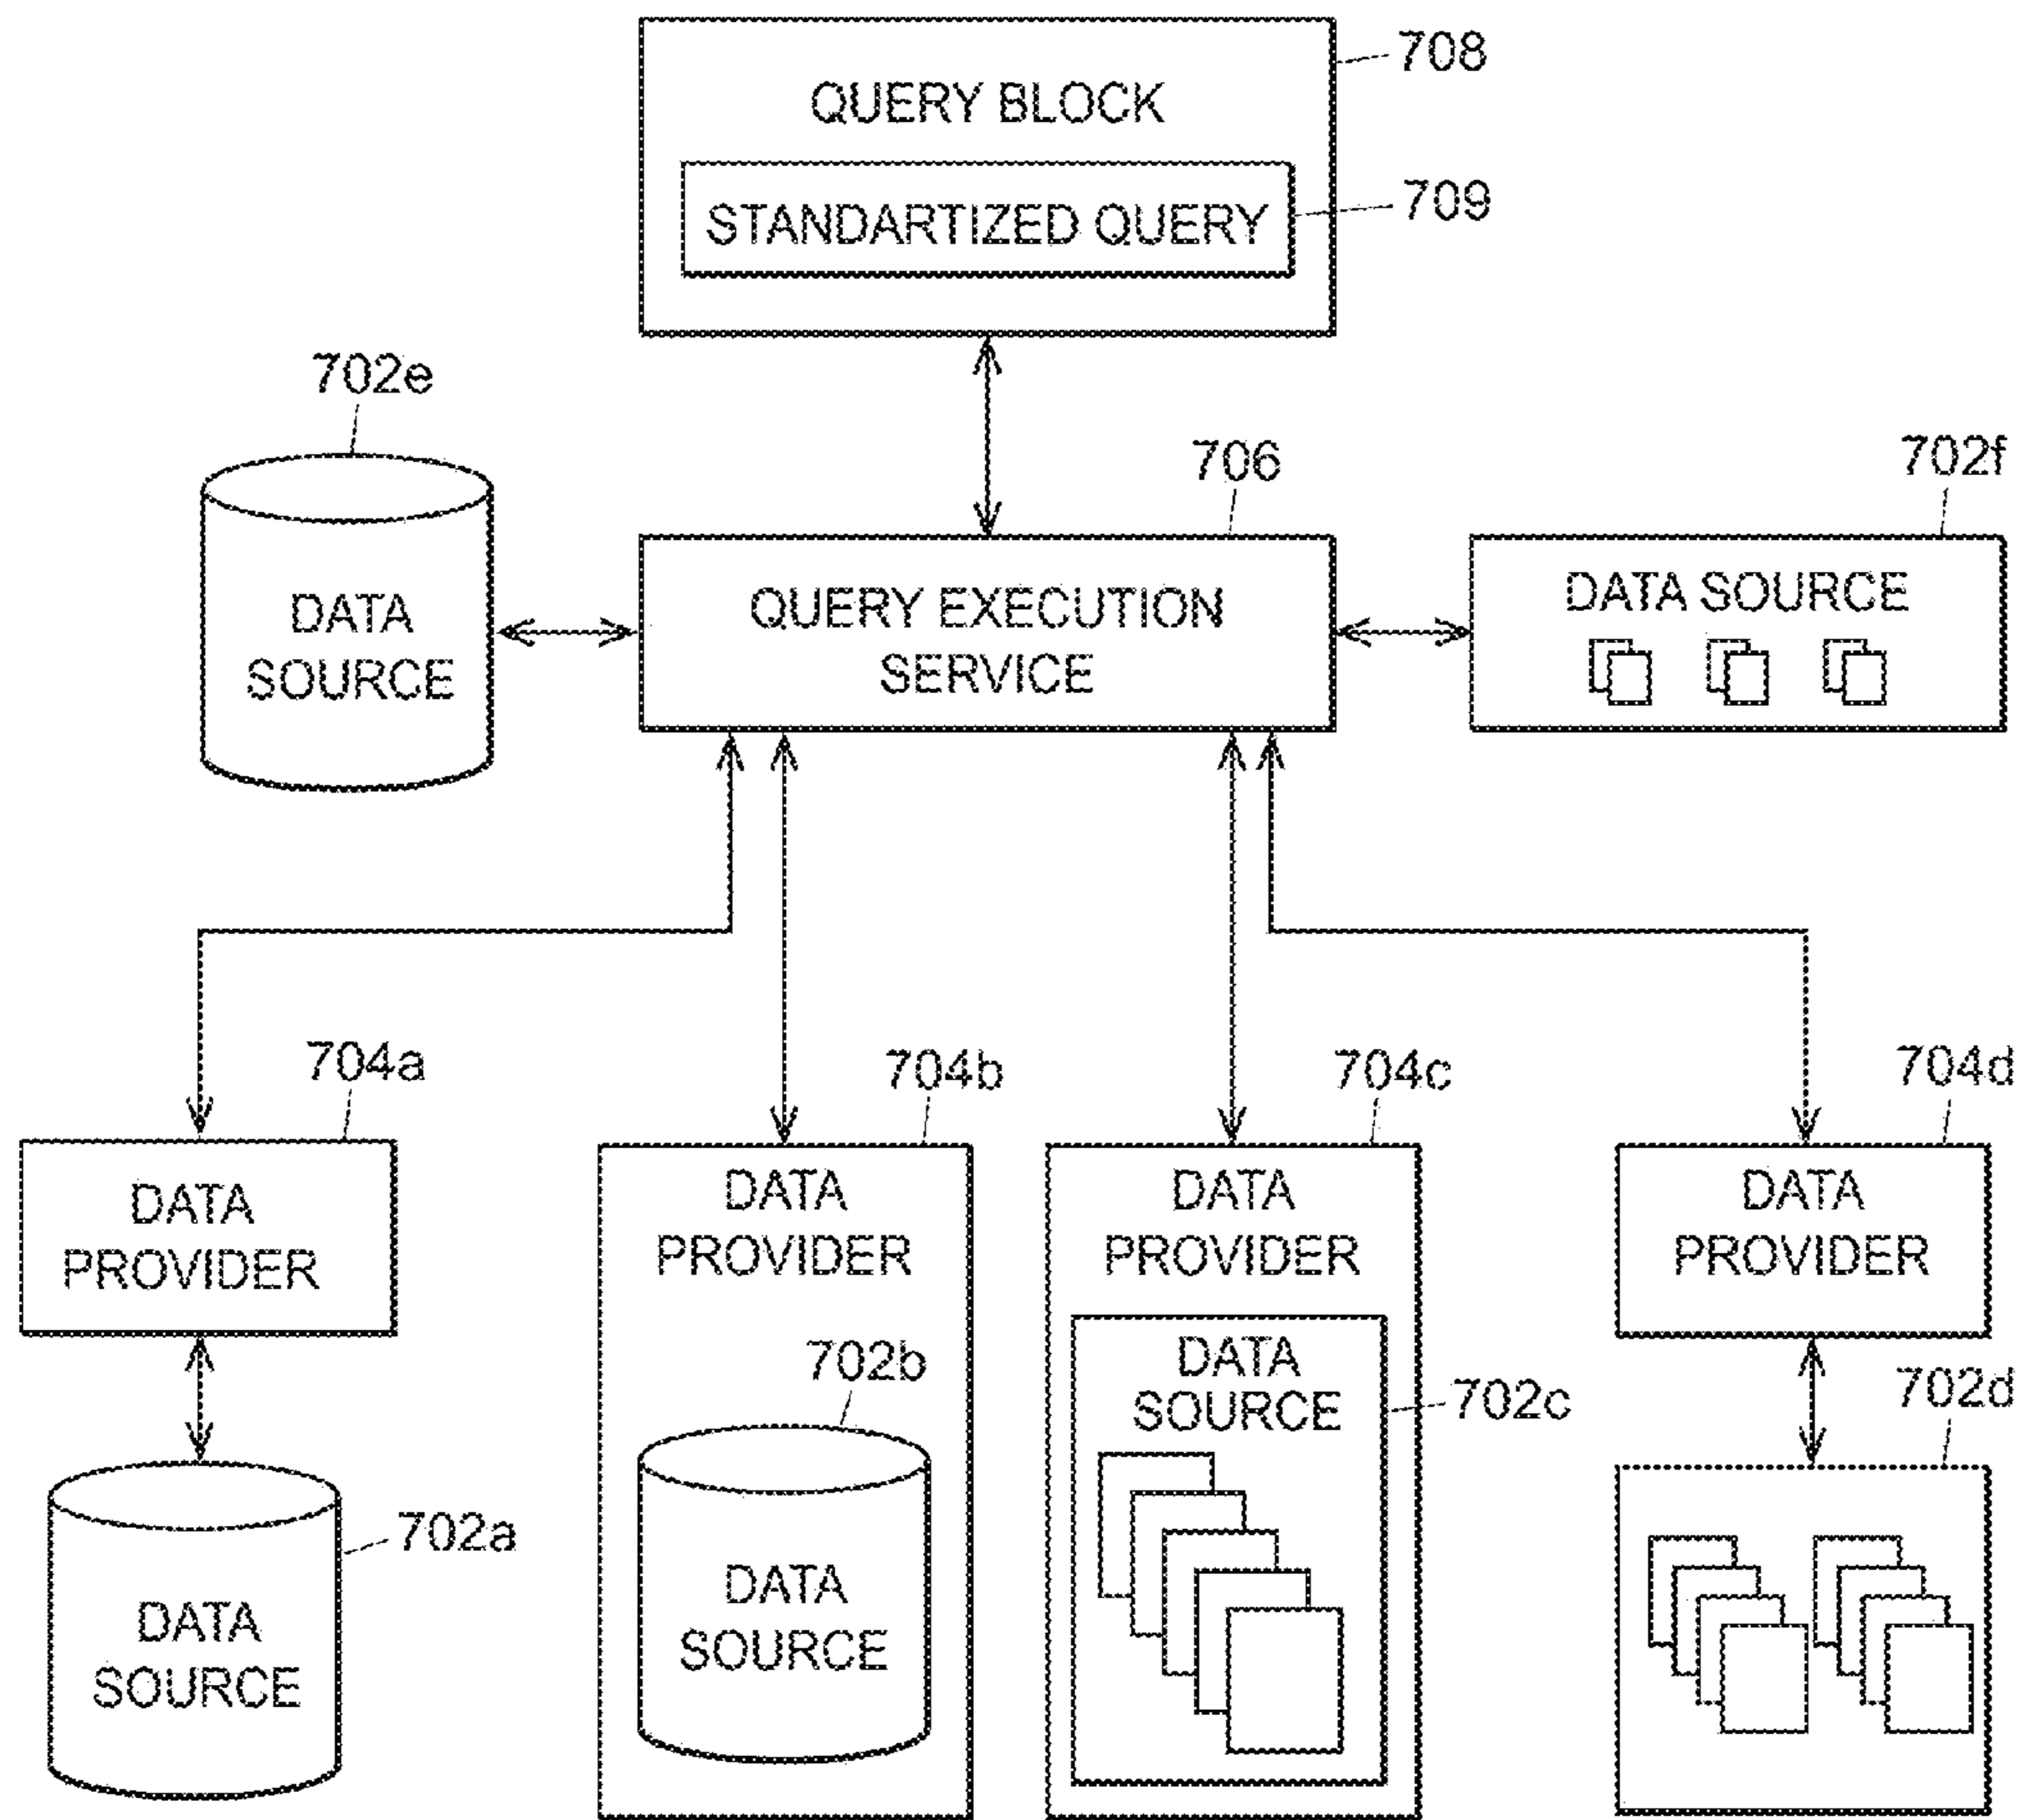 708
QUERY BLOCK
709
STANDARTIZED QUERY
702e
706
702f
DATA
SOURCE
QUERY EXECUTION
SERVICE
DATA SOURCE
704a
704b
704c
704d
DATA
PROVIDER
DATA
PROVIDER
DATA
PROVIDER
DATA
PROVIDER
702b
DATA
SOURCE
702c
702d
702a
DATA
SOURCE
DATA
SOURCE